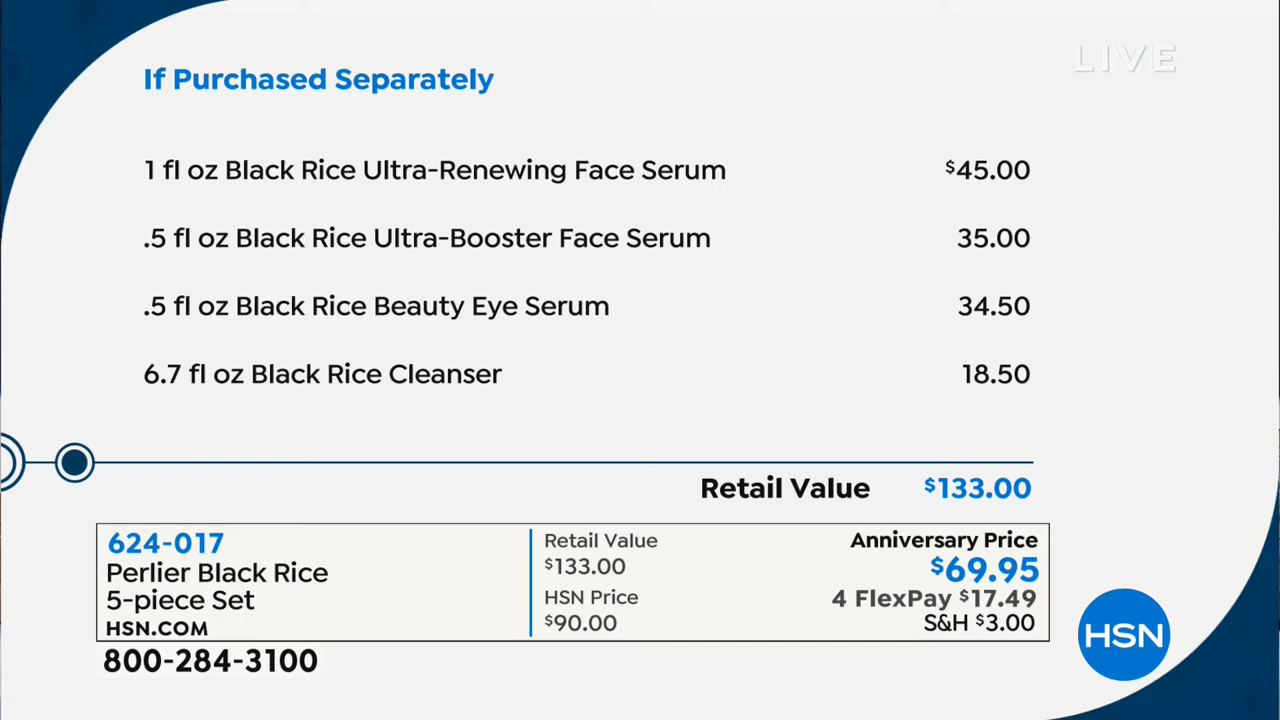 LIVE
If Purchased Separately
1 fl oz Black Rice Ultra-Renewing Face Serum $45.00
.5 fl oz Black Rice Ultra-Booster Face Serum 35.00
.5 fl oz Black Rice Beauty Eye Serum 34.50
6.7 fl oz Black Rice Cleanser 18.50
Retail Value $133.00
624-017
Perlier Black Rice
5-piece Set
HSN.COM
Retail Value
$133.00
HSN Price
$90.00
Anniversary Price
$69.95
4 FlexPay $17.49
S&H $3.00
800-284-3100
HSN